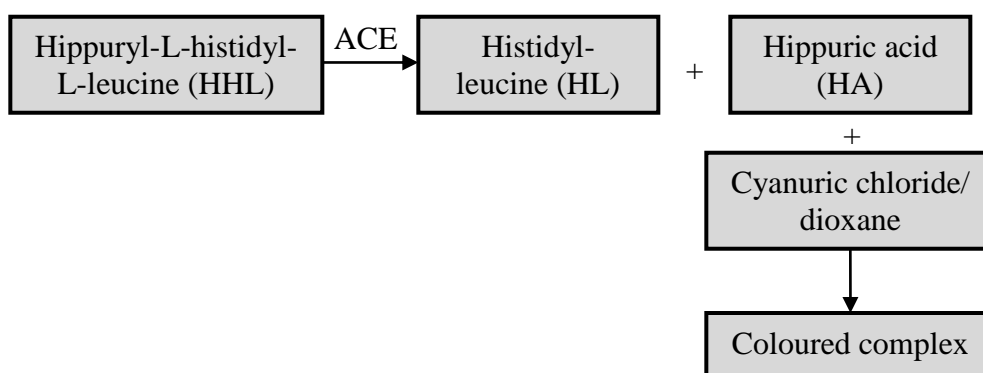 Hippuryl-L-histidyl-
L-leucine (HHL)
ACE
Histidyl-
leucine (HL)
+
Hippuric acid
(HA)
+
Cyanuric chloride/
dioxane
Coloured complex